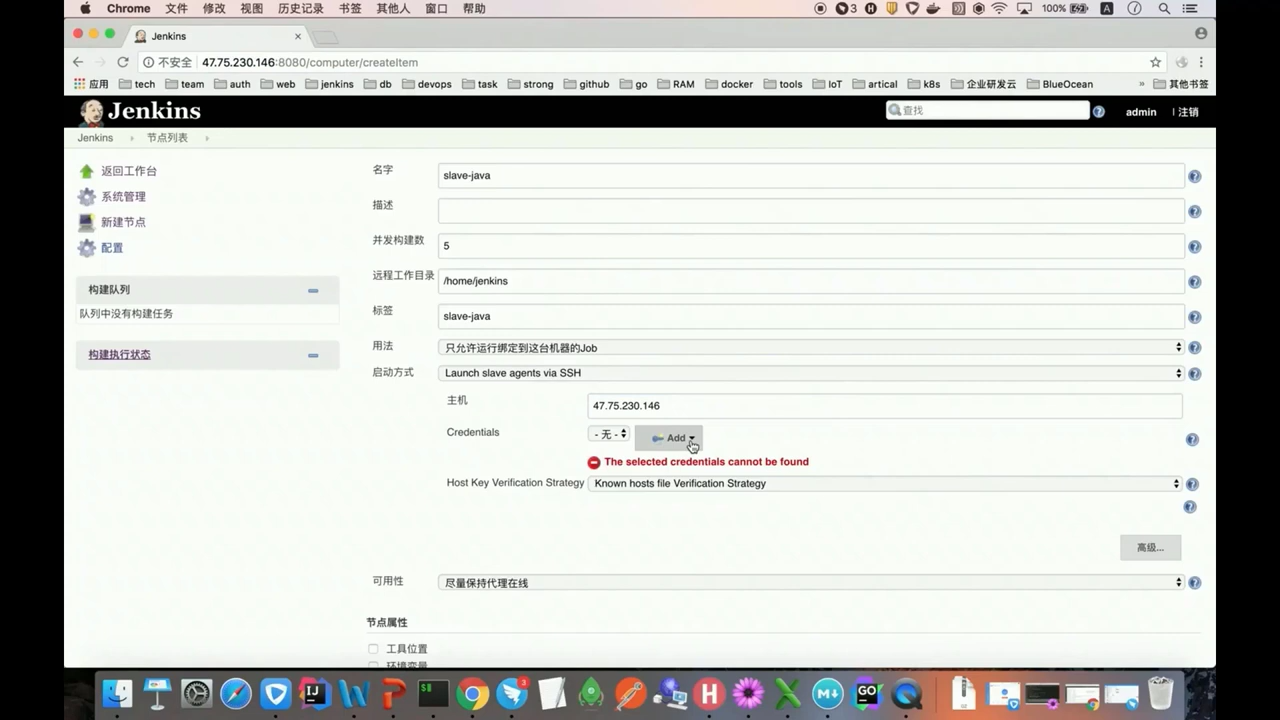 Chrome 文件 修改 视图 历史记录 书签 其他人 窗口 帮助 3 100% A
Jenkins
不安全 47.75.230.146:8080/computer/createItem
应用 tech team auth web jenkins db devops task strong github go RAM docker tools IoT artical k8s 企业研发云 BlueOcean » 其他书签
Jenkins 查找 admin | 注销
Jenkins 节点列表
返回工作台
系统管理
新建节点
配置
构建队列
队列中没有构建任务
构建执行状态
名字 slave-java
描述
并发构建数 5
远程工作目录 /home/jenkins
标签 slave-java
用法 只允许运行绑定到这台机器的Job
启动方式 Launch slave agents via SSH
主机 47.75.230.146
Credentials - 无 - Add
The selected credentials cannot be found
Host Key Verification Strategy Known hosts file Verification Strategy
高级...
可用性 尽量保持代理在线
节点属性
工具位置
环境变量
IJ W P $ 3 H X M GO